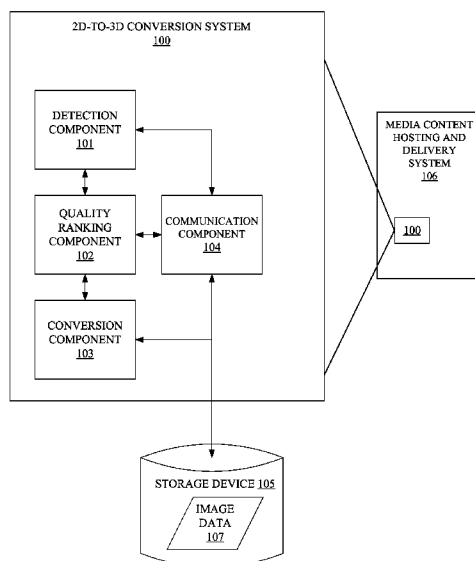 2D-TO-3D CONVERSION SYSTEM
100
DETECTION
COMPONENT
101
QUALITY
RANKING
COMPONENT
102
COMMUNICATION
COMPONENT
104
CONVERSION
COMPONENT
103
MEDIA CONTENT
HOSTING AND
DELIVERY
SYSTEM
106
100
STORAGE DEVICE 105
IMAGE
DATA
107